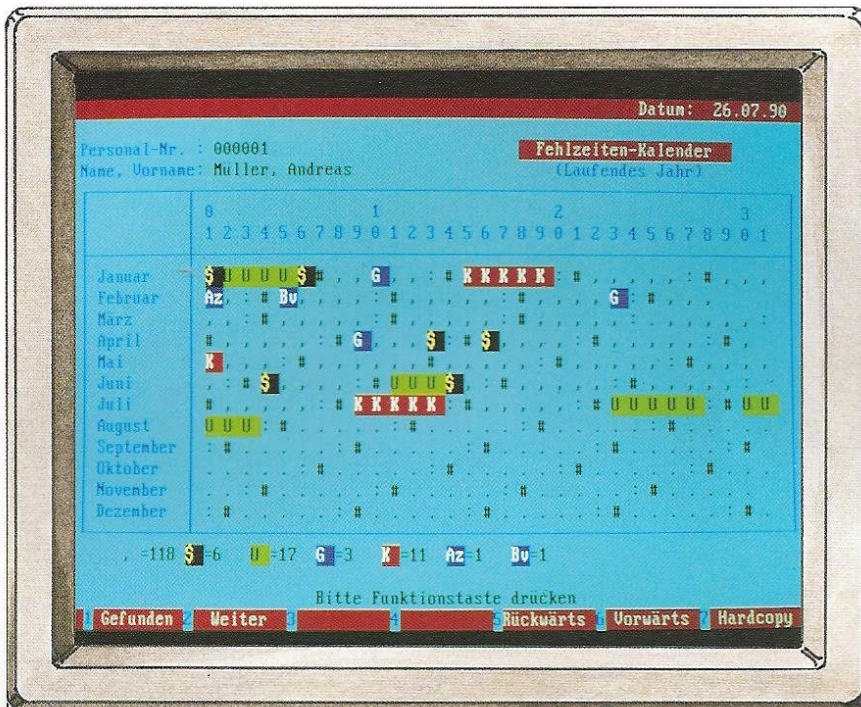 Datum: 26.07.90
Personal-Nr. : 000001
Fehlzeiten-Kalender
Name, Vorname: Müller, Andreas
(Laufendes Jahr)
0 1 2 3
1 2 3 4 5 6 7 8 9 0 1 2 3 4 5 6 7 8 9 0 1 2 3 4 5 6 7 8 9 0 1
Januar $ U U U U $ # , , G , , : # K K K K K : # , , , , , : # , , ,
Februar Az , : # Bv , , , , : # , , , , , : # , , , , G : # , , ,
März , , : # , , , , , : # , , , , , : # , , , , , : # , , , , , :
April # , , , , , : # G , , , $ : # $ , , , , : # , , , , , : # ,
Mai K , , , : # , , , , , : # , , , , , : # , , , , , : # , , , ,
Juni , : # $ , , , , : # U U U $ , : # , , , , , : # , , , , , :
Juli # , , , , , : # K K K K K : # , , , , , : # U U U U U : # U U
August U U U : # . . . . . : # . . . . . : # . . . . . : # . . . . .
September : # . . . . . : # . . . . . : # . . . . . : # . . . . . : #
Oktober . . . . . : # . . . . . : # . . . . . : # . . . . . : # . . .
November . . : # . . . . . : # . . . . . : # . . . . . : # . . . . .
Dezember : # . . . . . : # . . . . . : # . . . . . : # . . . . . : # .
, =118 $=6 U=17 G=3 K=11 Az=1 Bv=1
Bitte Funktionstaste drücken
1 Gefunden 2 Weiter 3 4 5 Rückwärts 6 Vorwärts 7 Hardcopy